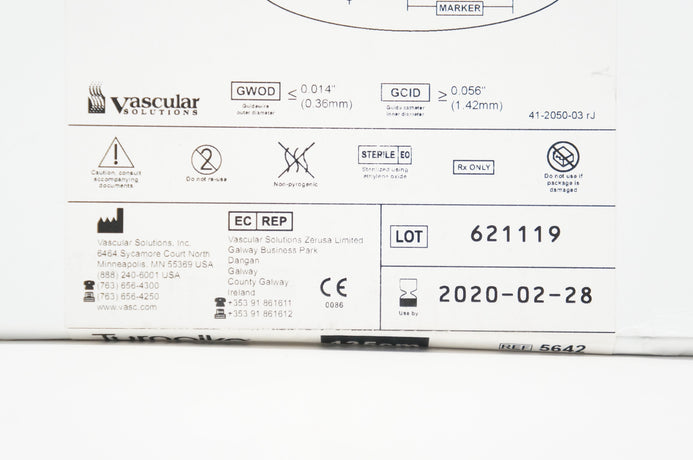 MARKER
Vascular
SOLUTIONS
GWOD ≤ 0.014"
(0.36mm)
Guidewire
outer diameter
GCID ≥ 0.056"
(1.42mm)
Guide catheter
inner diameter
41-2050-03 rJ
Caution, consult
accompanying
documents.
2
Do not re-use
Non-pyrogenic
STERILE EO
Sterilized using
ethylene oxide
Rx ONLY
Do not use if
package is
damaged
Vascular Solutions, Inc.
6464 Sycamore Court North
Minneapolis, MN 55369 USA
(888) 240-6001 USA
(763) 656-4300
(763) 656-4250
www.vasc.com
EC REP
Vascular Solutions Zerusa Limited
Galway Business Park
Dangan
Galway
County Galway
Ireland
+353 91 861611
+353 91 861612
CE
0086
LOT 621119
Use by
2020-02-28
Turnpike
135cm
REF 5642